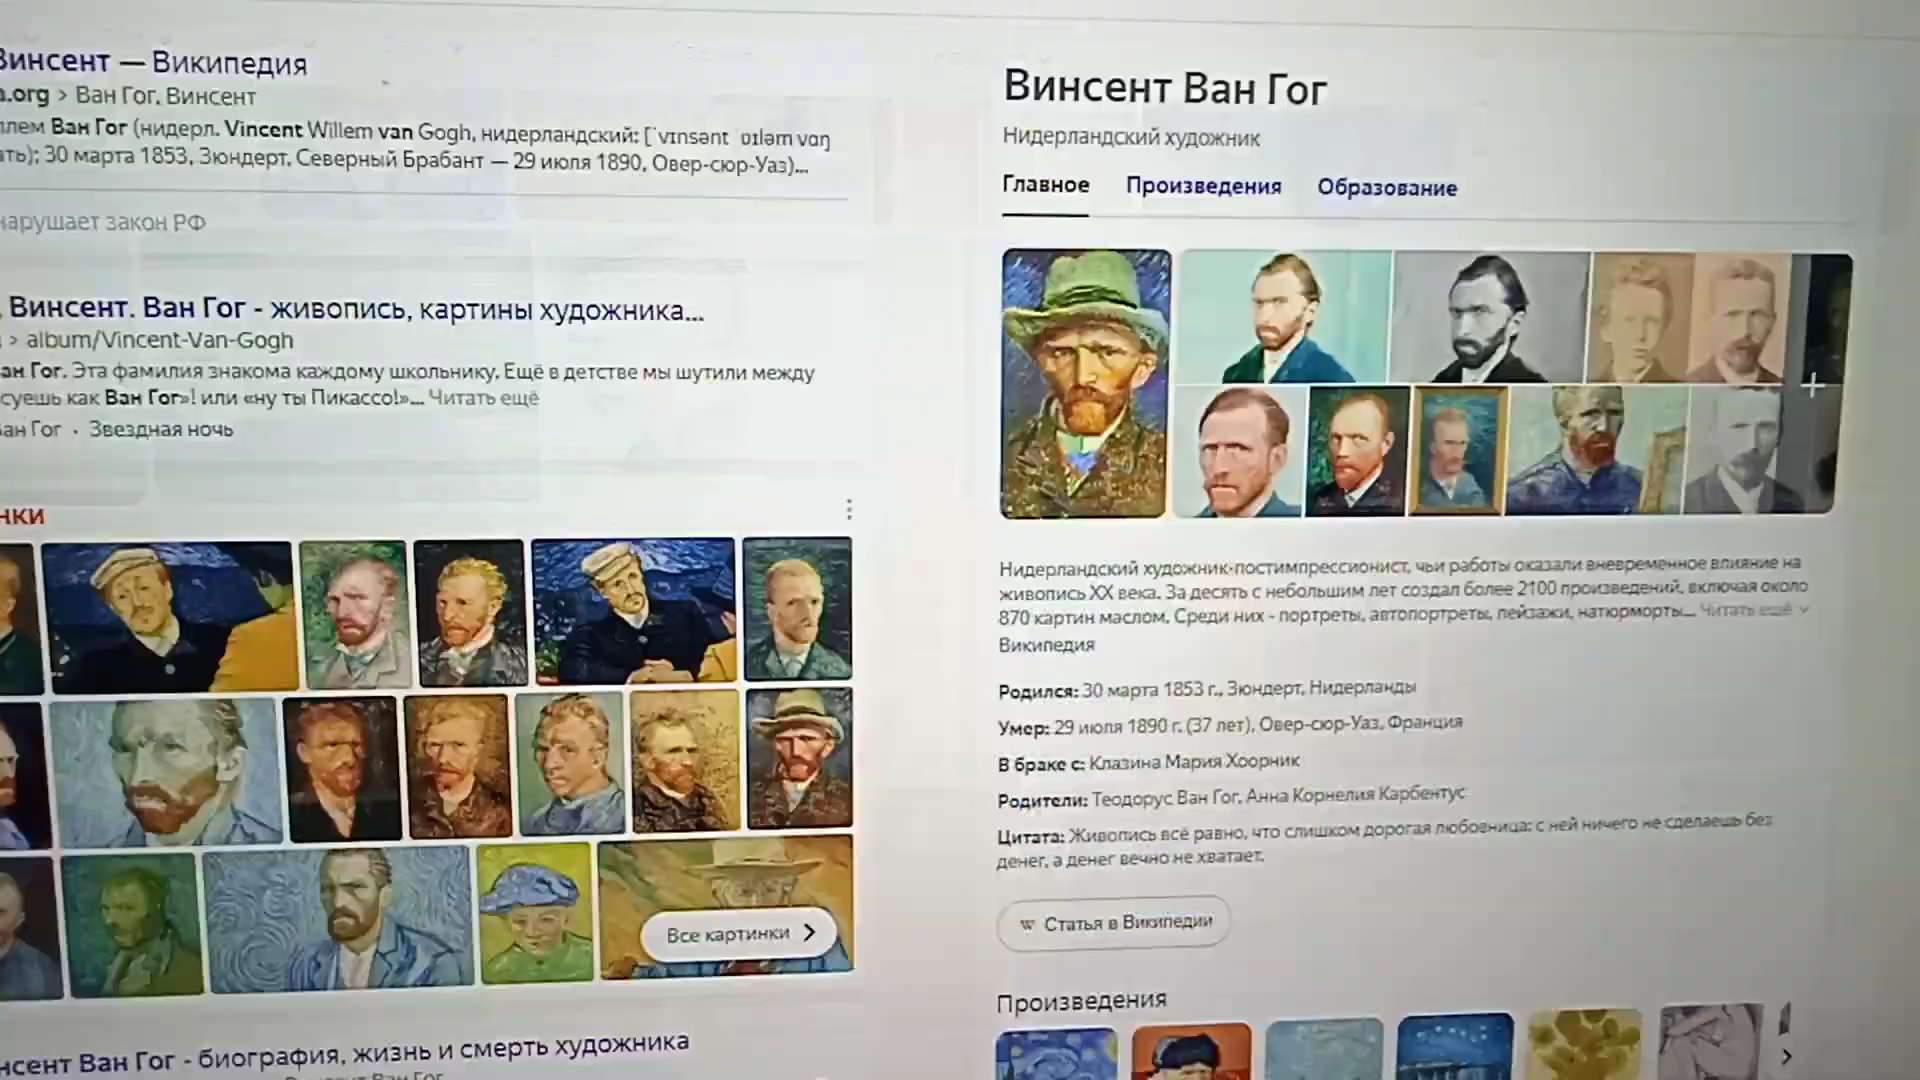 Винсент — Википедия
.org > Ван Гог, Винсент
Ван Гог (нидерл. Vincent Willem van Gogh, нидерландский: [ˈvɪnsənt ˈʋɪləm vɑŋ
30 марта 1853, Зюндерт, Северный Брабант — 29 июля 1890, Овер-сюр-Уаз)...
нарушает закон РФ
, Винсент. Ван Гог - живопись, картины художника...
> album/Vincent-Van-Gogh
Гог. Эта фамилия знакома каждому школьнику. Ещё в детстве мы шутили между
как Ван Гог»! или «ну ты Пикассо!»... Читать ещё
Гог · Звездная ночь
Все картинки
Ван Гог - биография, жизнь и смерть художника
Винсент Ван Гог
Нидерландский художник
Главное Произведения Образование
Нидерландский художник-постимпрессионист, чьи работы оказали вневременное влияние на
живопись XX века. За десять с небольшим лет создал более 2100 произведений, включая около
870 картин маслом. Среди них - портреты, автопортреты, пейзажи, натюрморты... Читать ещё
Википедия
Родился: 30 марта 1853 г., Зюндерт, Нидерланды
Умер: 29 июля 1890 г. (37 лет), Овер-сюр-Уаз, Франция
В браке с: Клазина Мария Хоорник
Родители: Теодорус Ван Гог, Анна Корнелия Карбентус
Цитата: Живопись всё равно, что слишком дорогая любовница: с ней ничего не сделаешь без
денег, а денег вечно не хватает.
W Статья в Википедии
Произведения